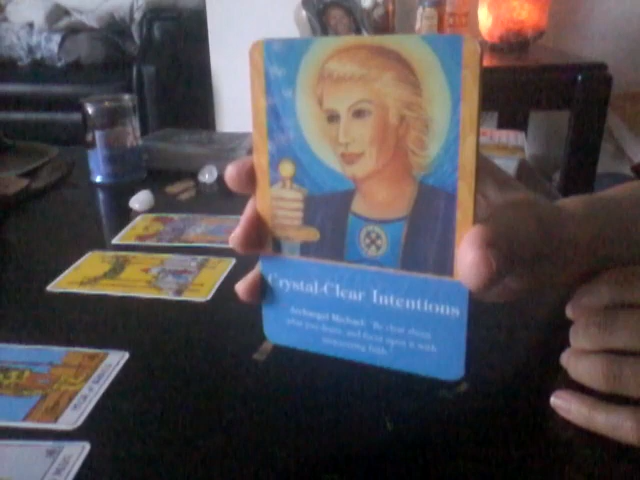 Crystal-Clear Intentions
Archangel Michael: "Be clear about
what you desire, and focus upon it with
unwavering faith."